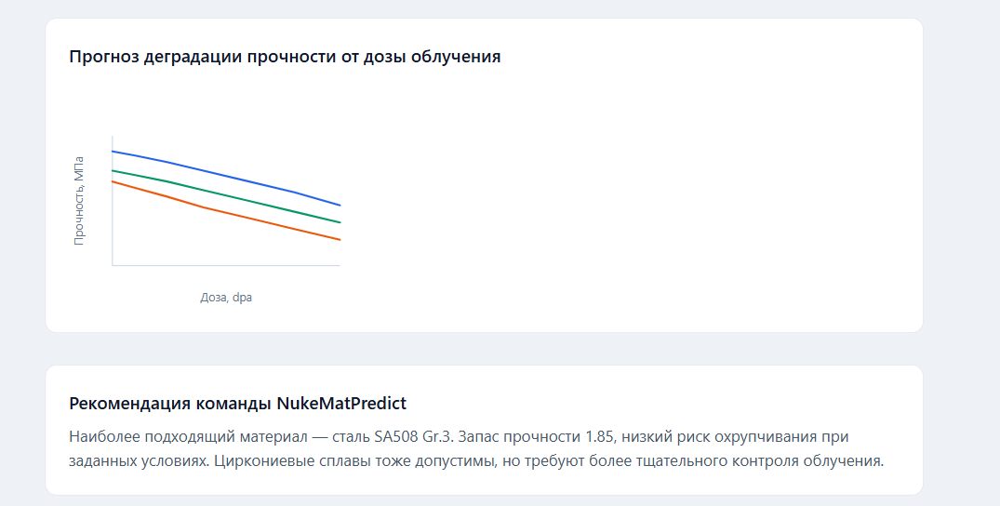 Прогноз деградации прочности от дозы облучения
Прочность, МПа
Доза, dpa
Рекомендация команды NukeMatPredict
Наиболее подходящий материал — сталь SA508 Gr.3. Запас прочности 1.85, низкий риск охрупчивания при
заданных условиях. Циркониевые сплавы тоже допустимы, но требуют более тщательного контроля облучения.